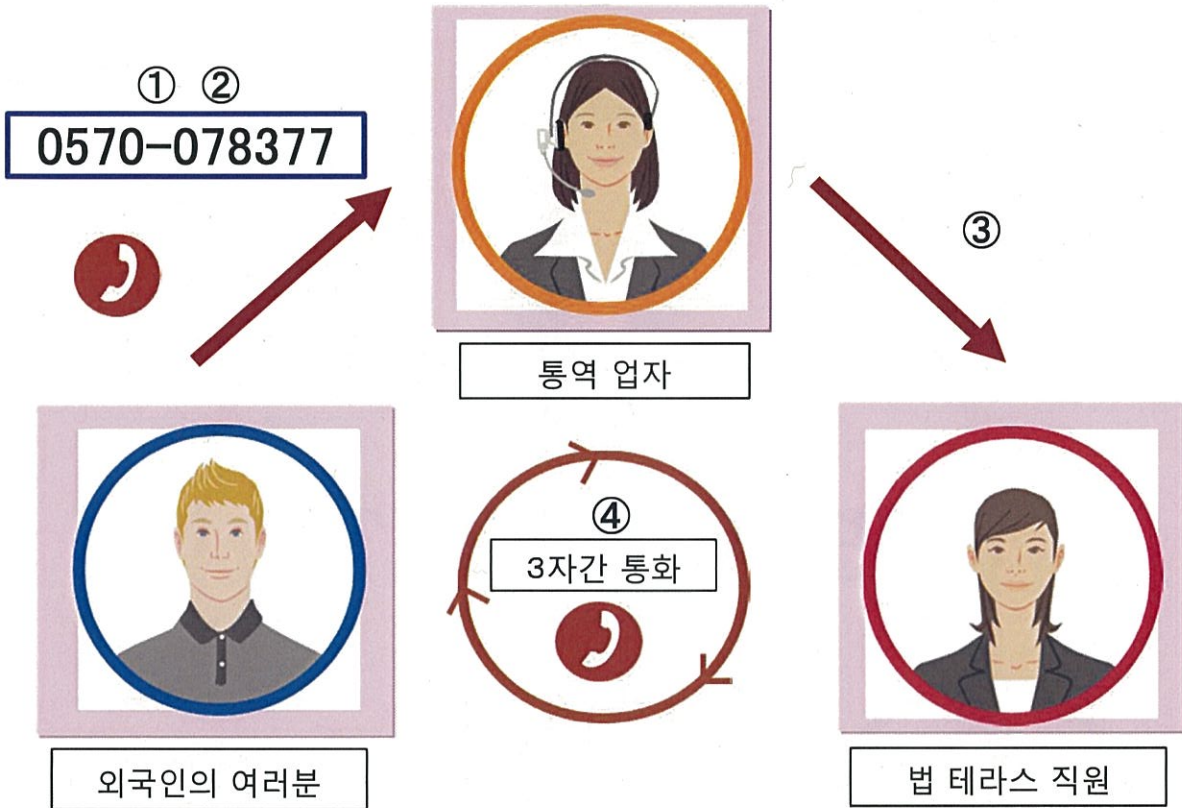 ① ②
0570-078377
③
통역 업자
④
3자간 통화
외국인의 여러분
법 테라스 직원